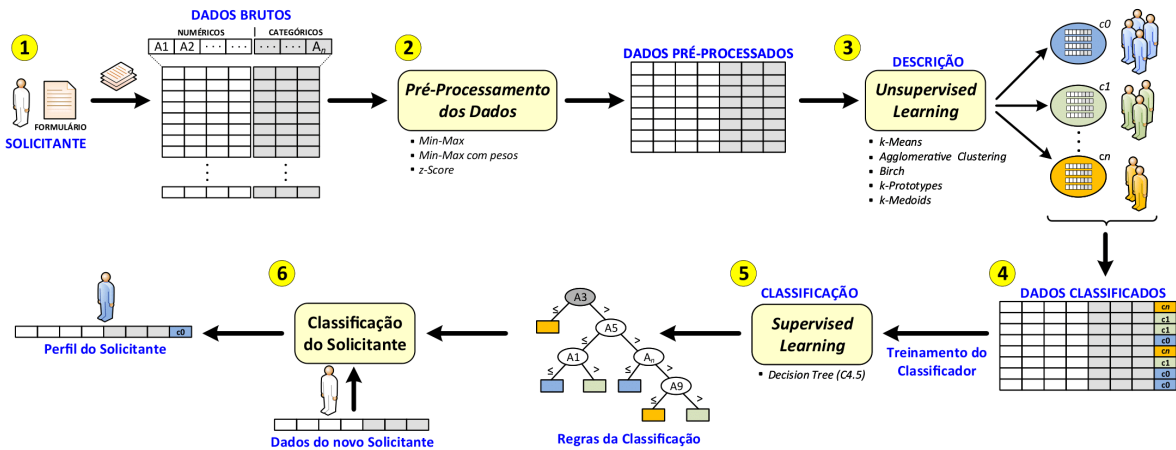 1
SOLICITANTE
FORMULÁRIO
DADOS BRUTOS
NUMÉRICOS | CATEGÓRICOS
A1 A2 ··· ··· ··· ··· An
2
Pré-Processamento
dos Dados
▪ Min-Max
▪ Min-Max com pesos
▪ z-Score
DADOS PRÉ-PROCESSADOS
3
DESCRIÇÃO
Unsupervised
Learning
▪ k-Means
▪ Agglomerative Clustering
▪ Birch
▪ k-Prototypes
▪ k-Medoids
c0
c1
cn
4
DADOS CLASSIFICADOS
cn
c1
c1
c0
cn
c1
c0
c0
Treinamento do
Classificador
5
CLASSIFICAÇÃO
Supervised
Learning
▪ Decision Tree (C4.5)
A3
≤ >
A5
≤ >
A1 An
≤ > ≤ >
A9
≤ >
Regras da Classificação
6
Classificação
do Solicitante
Dados do novo Solicitante
c0
Perfil do Solicitante